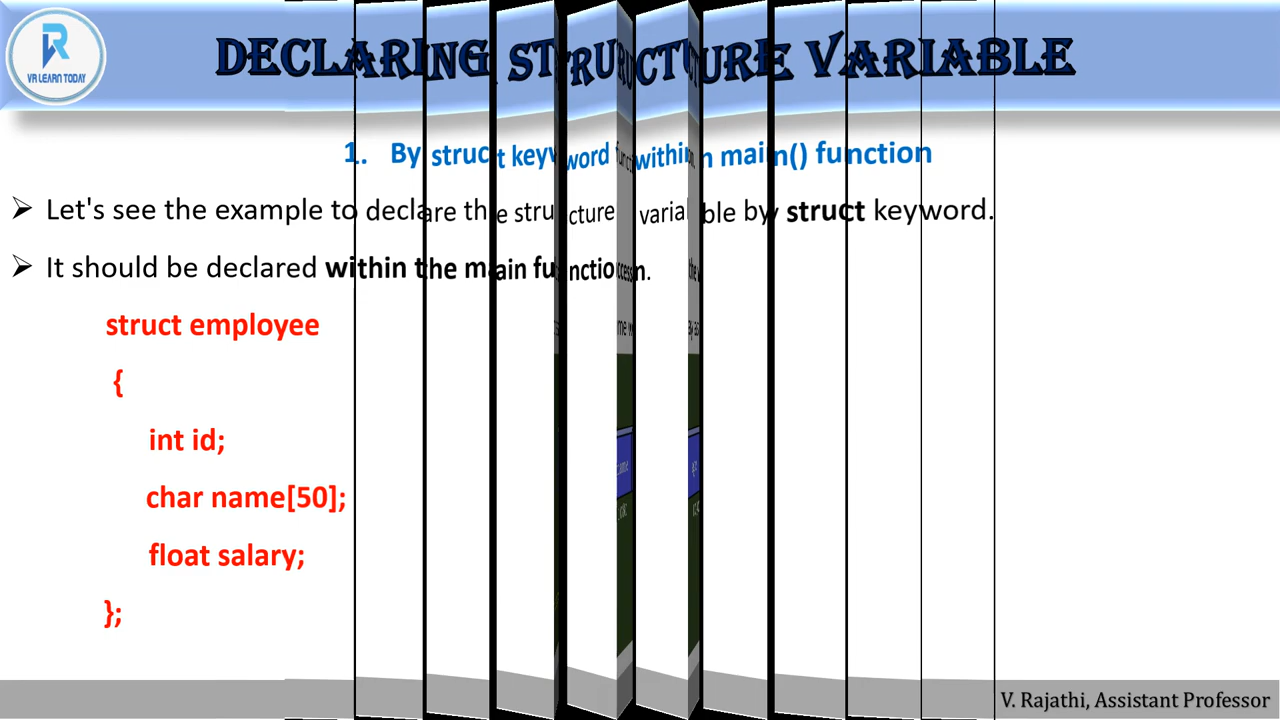 VR LEARN TODAY
DECLARING STRUCTURE VARIABLE
1. By struct keyword within main() function
➢ Let's see the example to declare the structure variable by struct keyword.
➢ It should be declared within the main function.
struct employee
{
int id;
char name[50];
float salary;
};
V. Rajathi, Assistant Professor